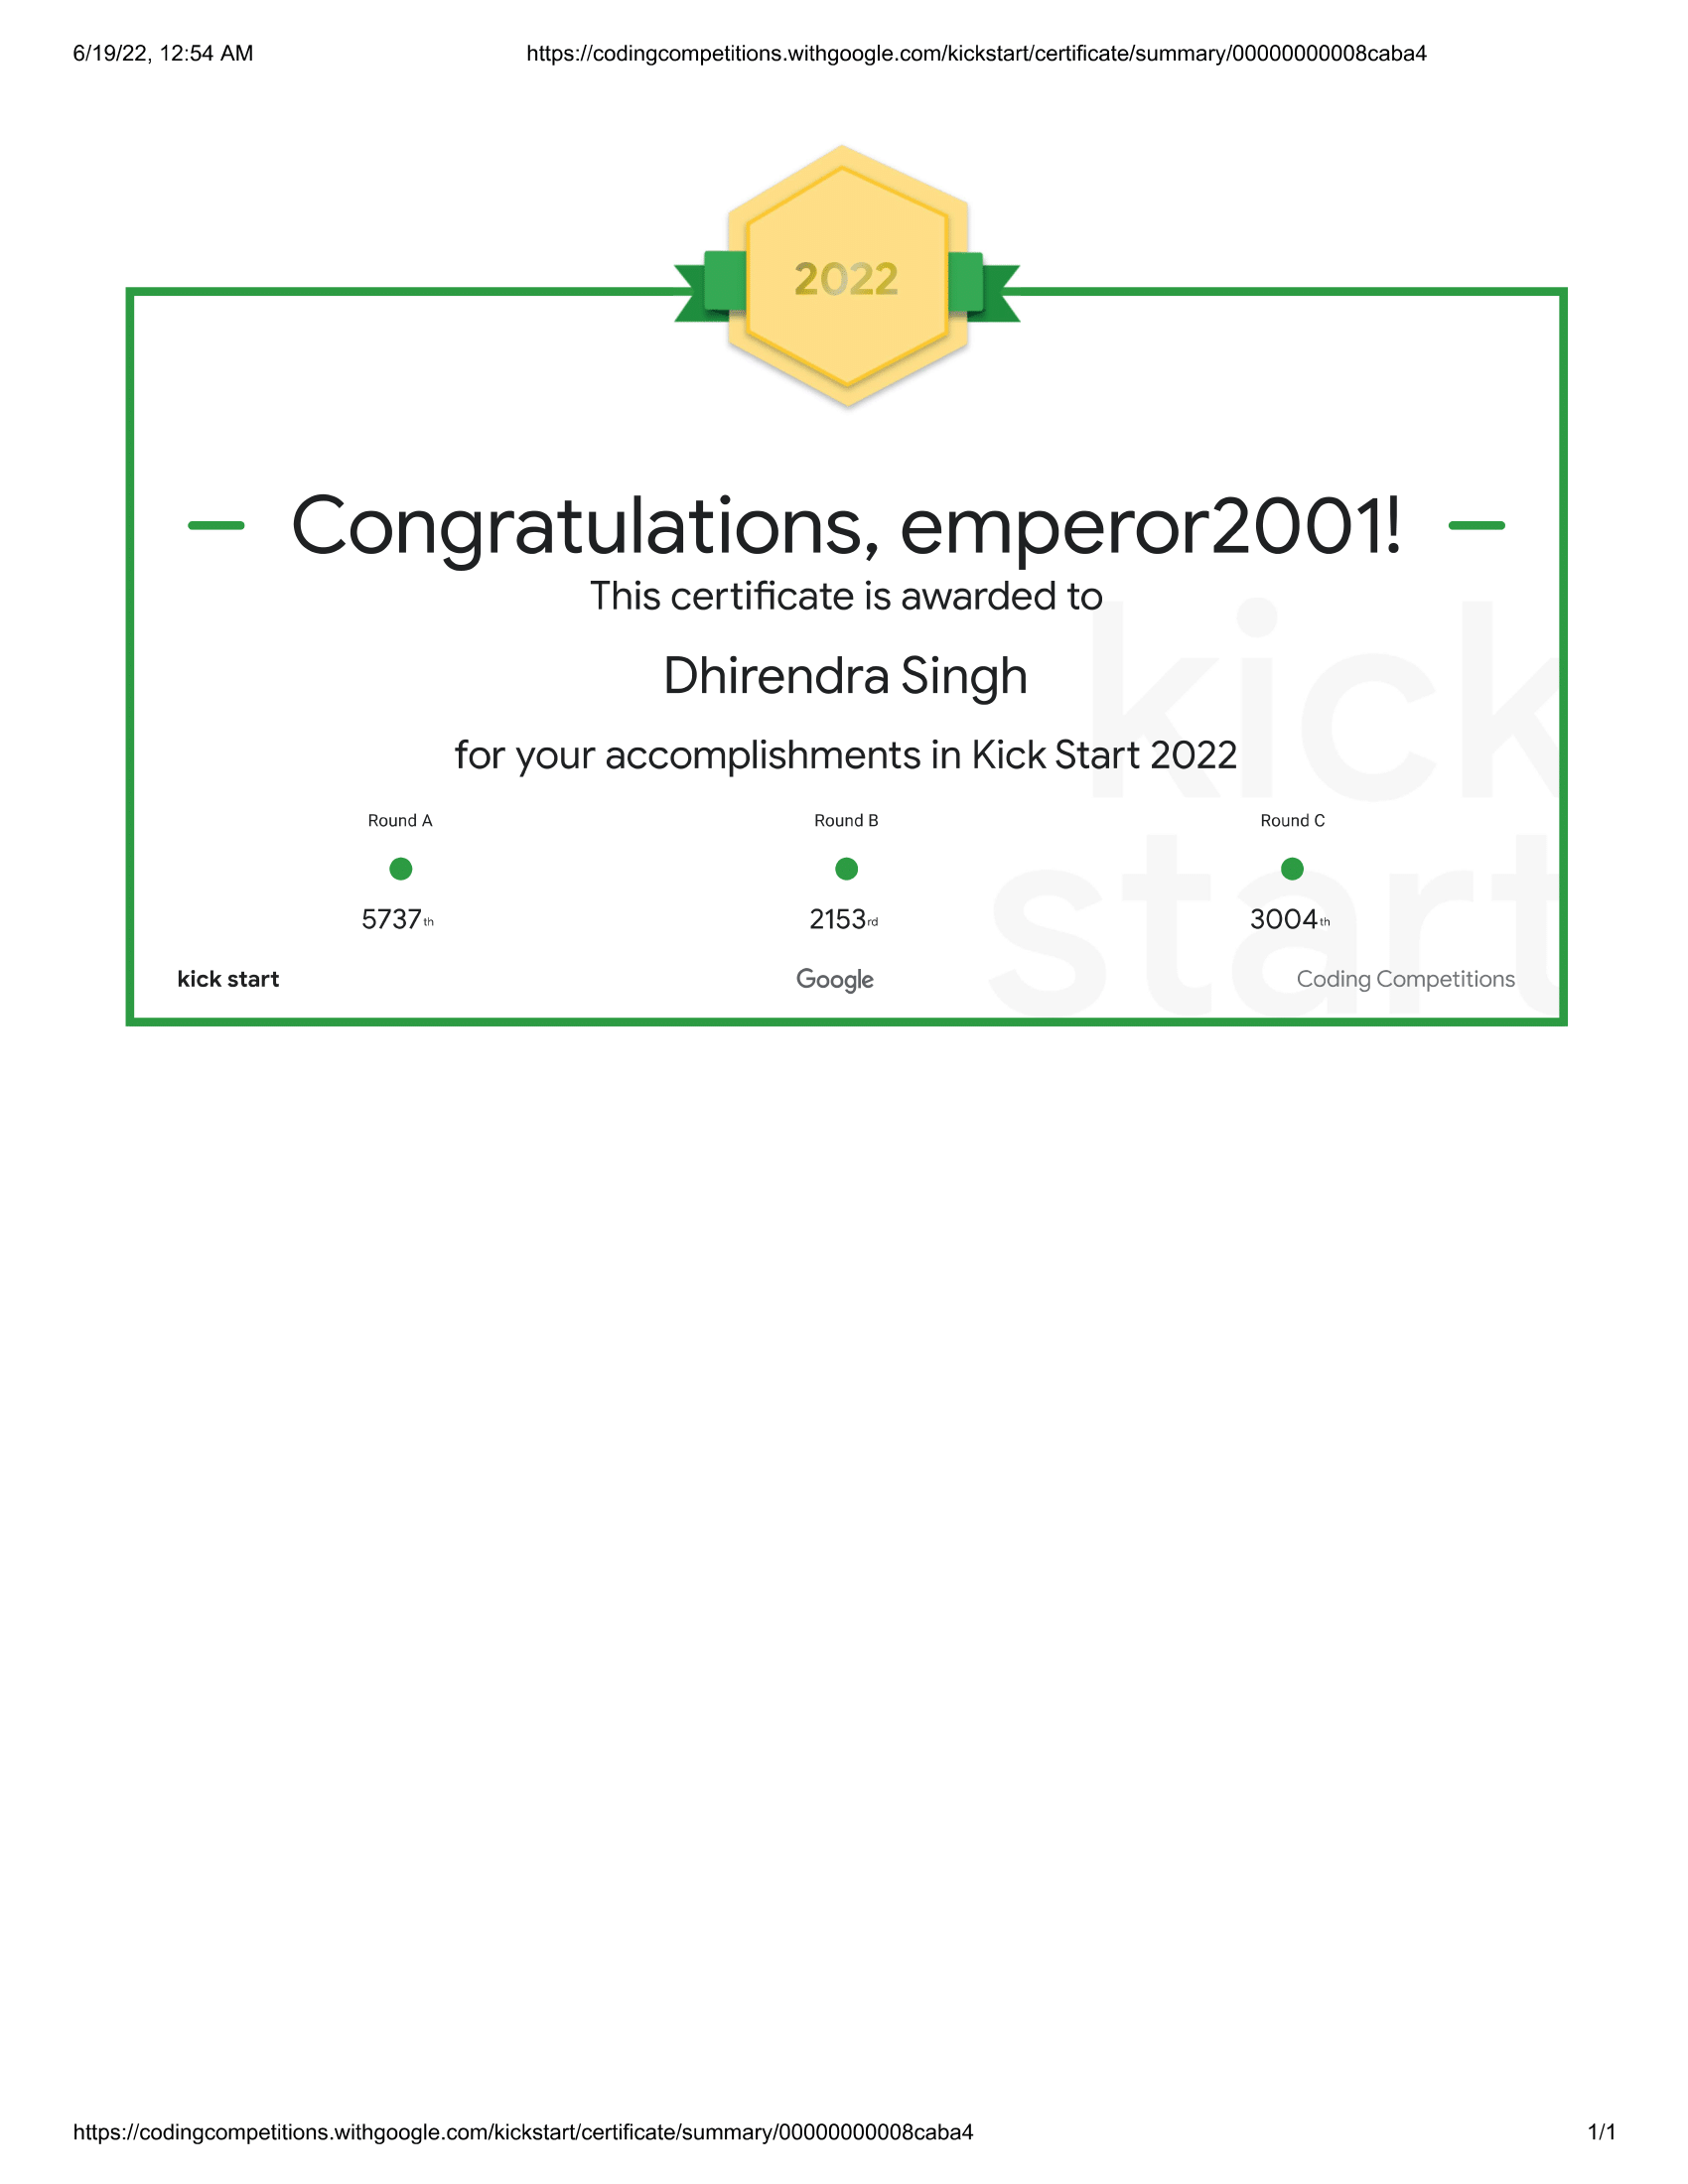 6/19/22, 12:54 AM https://codingcompetitions.withgoogle.com/kickstart/certificate/summary/00000000008caba4
2022
Congratulations, emperor2001!
This certificate is awarded to
Dhirendra Singh
for your accomplishments in Kick Start 2022
Round A Round B Round C
5737th 2153rd 3004th
kick start Google Coding Competitions
kick
start
https://codingcompetitions.withgoogle.com/kickstart/certificate/summary/00000000008caba4 1/1